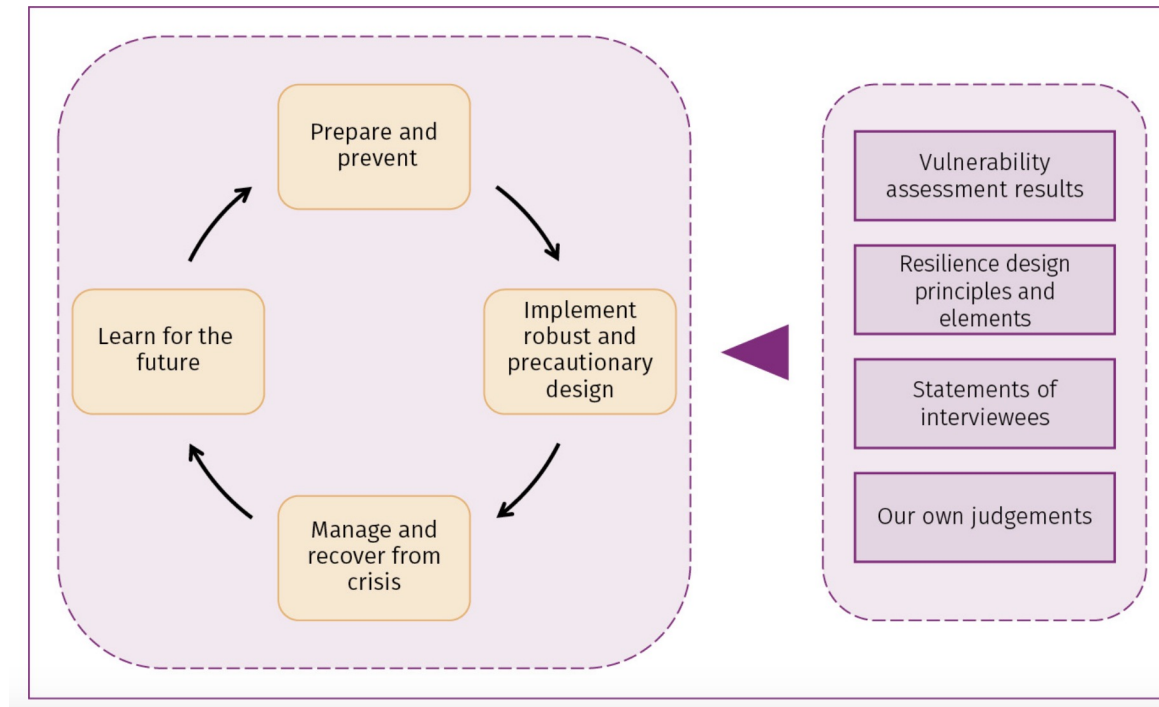 Prepare and
prevent
Implement
robust and
precautionary
design
Manage and
recover from
crisis
Learn for the
future
Vulnerability
assessment results
Resilience design
principles and
elements
Statements of
interviewees
Our own judgements